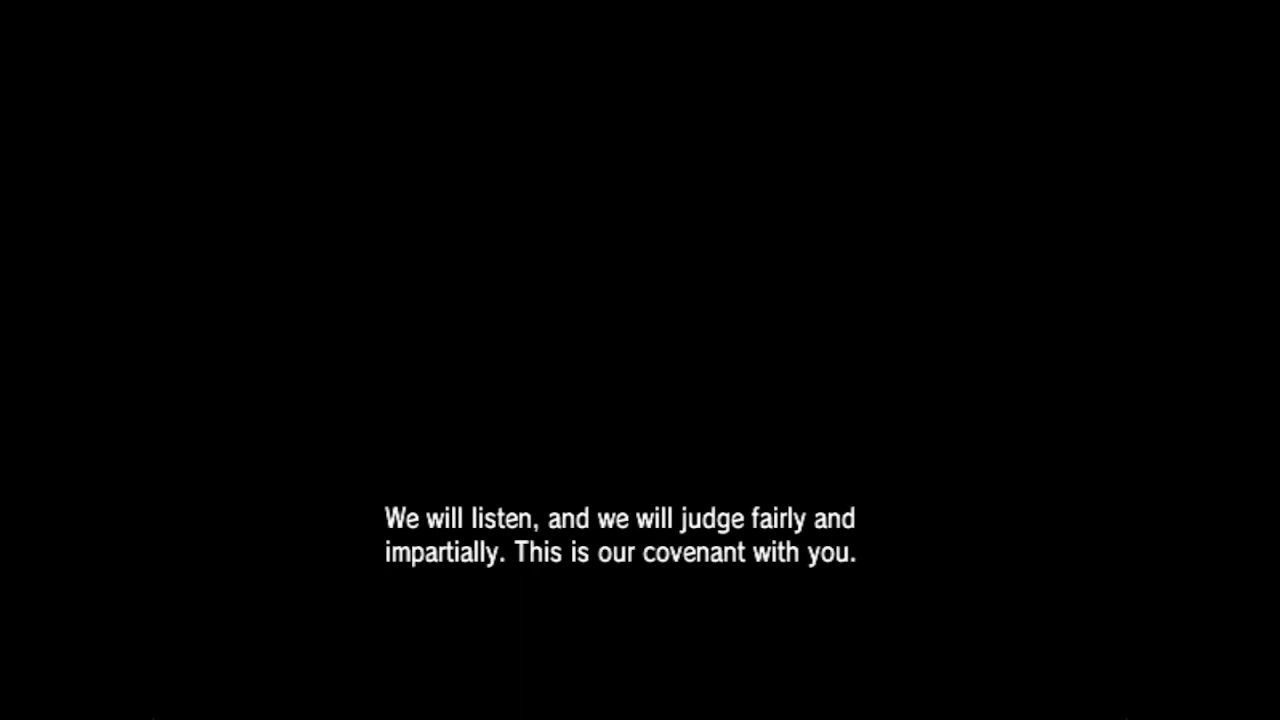 We will listen, and we will judge fairly and
impartially. This is our covenant with you.